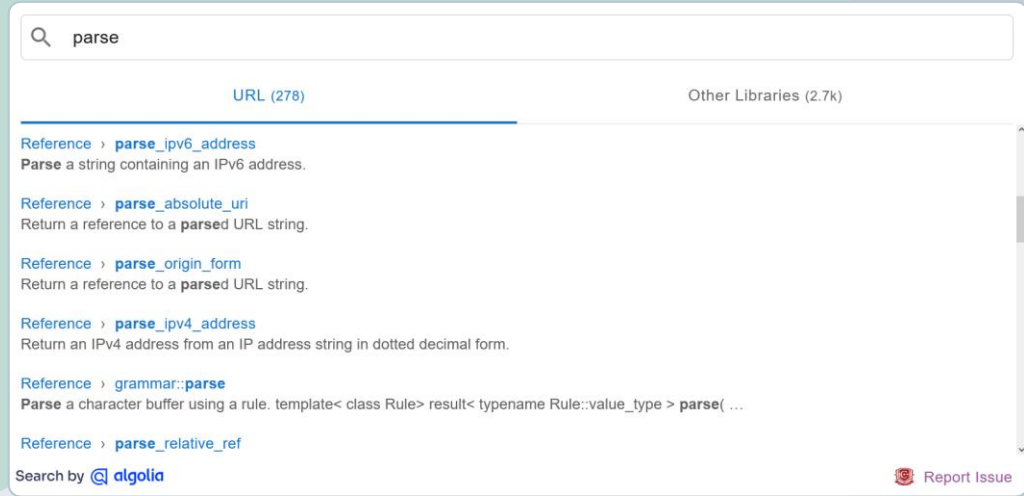 parse
URL (278) Other Libraries (2.7k)
Reference › parse_ipv6_address
Parse a string containing an IPv6 address.
Reference › parse_absolute_uri
Return a reference to a parsed URL string.
Reference › parse_origin_form
Return a reference to a parsed URL string.
Reference › parse_ipv4_address
Return an IPv4 address from an IP address string in dotted decimal form.
Reference › grammar::parse
Parse a character buffer using a rule. template< class Rule> result< typename Rule::value_type > parse( …
Reference › parse_relative_ref
Search by algolia Report Issue